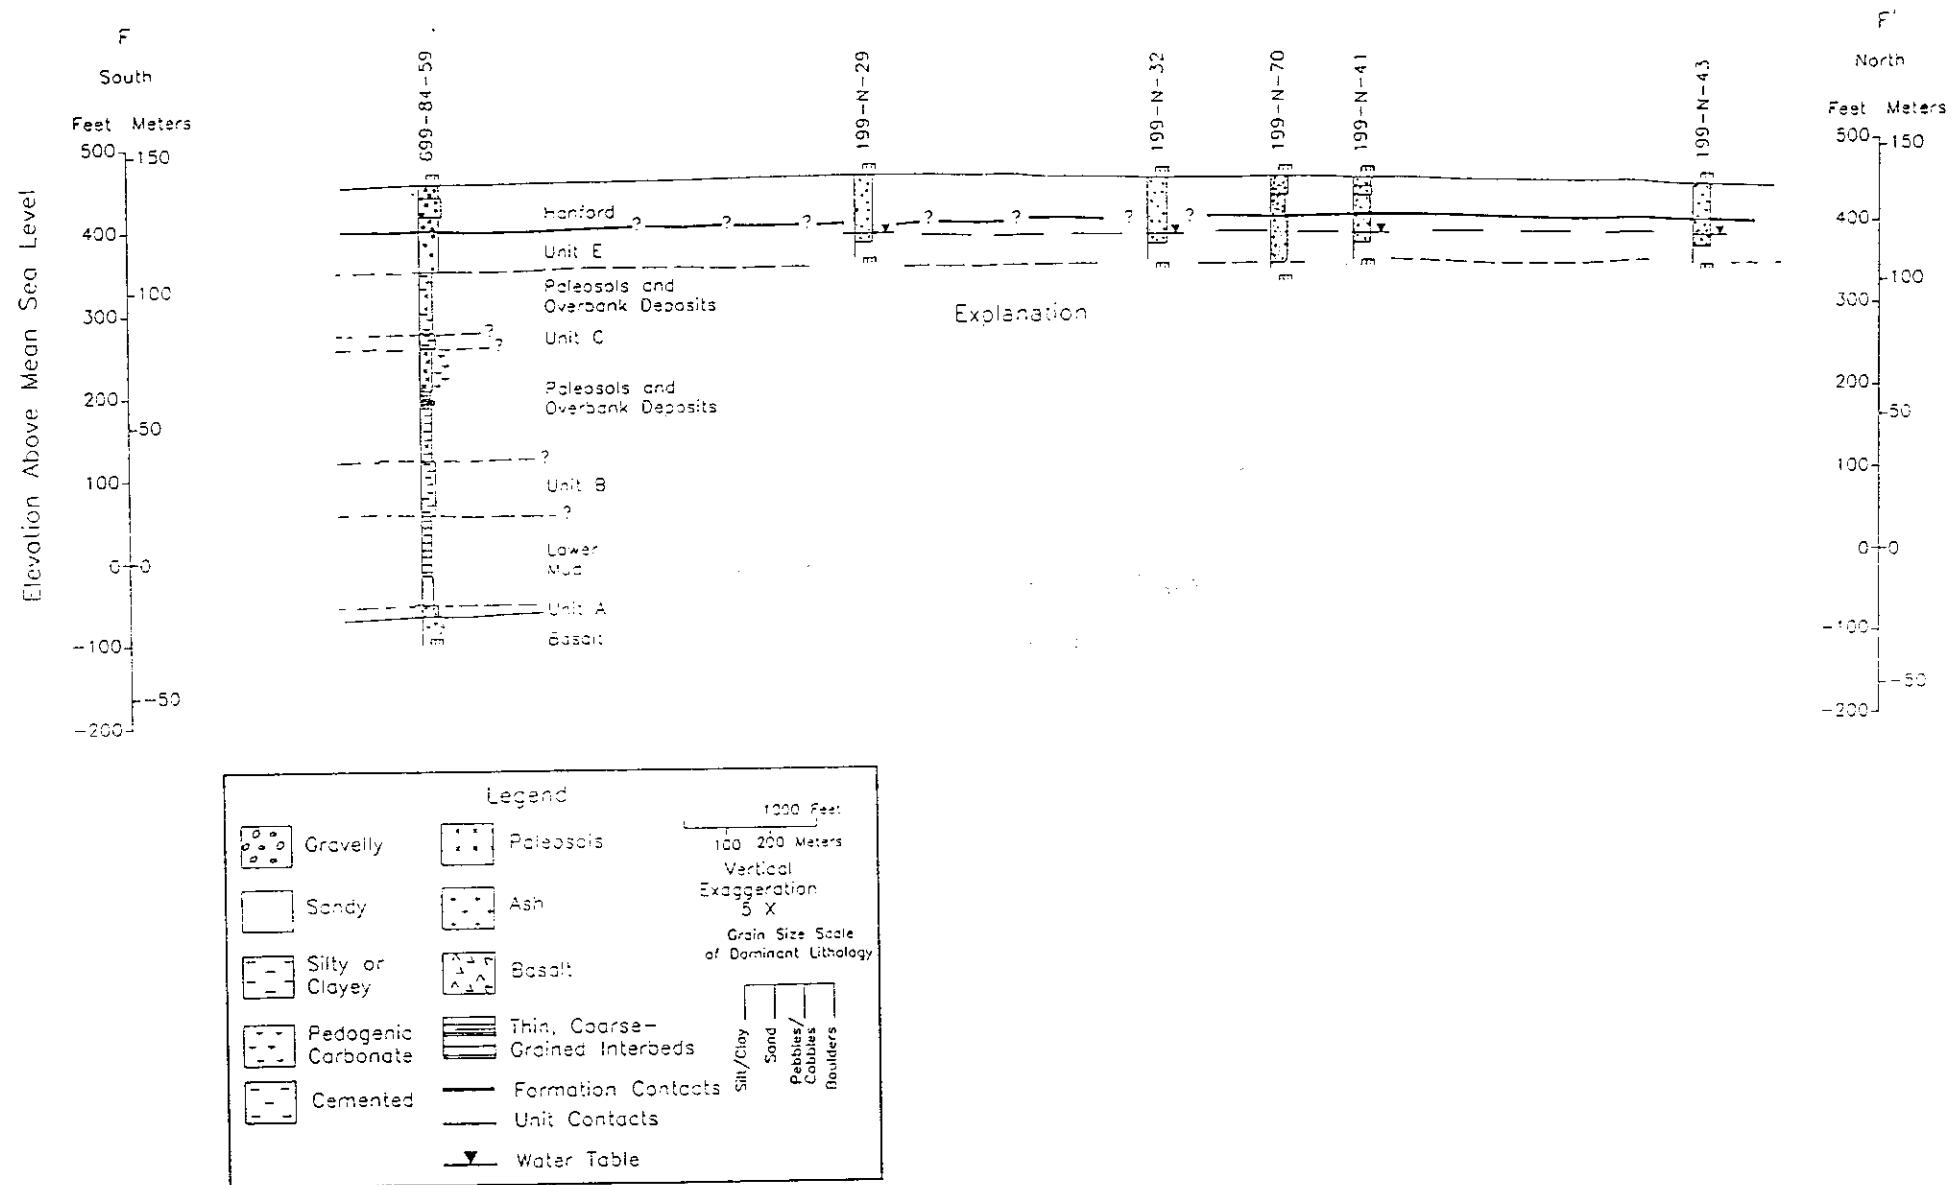 F
South
Feet Meters
500 150
400
100
300
200
50
100
0 0
-100
-50
-200
Elevation Above Mean Sea Level
699-84-59
199-N-29
199-N-32
199-N-70
199-N-41
199-N-43
F'
North
Feet Meters
500 150
400
100
300
200
50
100
0 0
-100
-50
-200
Hanford
? ? ? ? ? ? ?
Unit E
Paleosols and
Overbank Deposits
?
Unit C
?
Paleosols and
Overbank Deposits
?
Unit B
?
Lower
Mud
Unit A
Basalt
Explanation
Legend
Gravelly
Sandy
Silty or
Clayey
Pedogenic
Carbonate
Cemented
Paleosols
Ash
Basalt
Thin, Coarse-
Grained Interbeds
Formation Contacts
Unit Contacts
Water Table
1000 Feet
100 200 Meters
Vertical
Exaggeration
5 X
Grain Size Scale
of Dominant Lithology
Silt/Clay
Sand
Pebbles/
Cobbles
Boulders